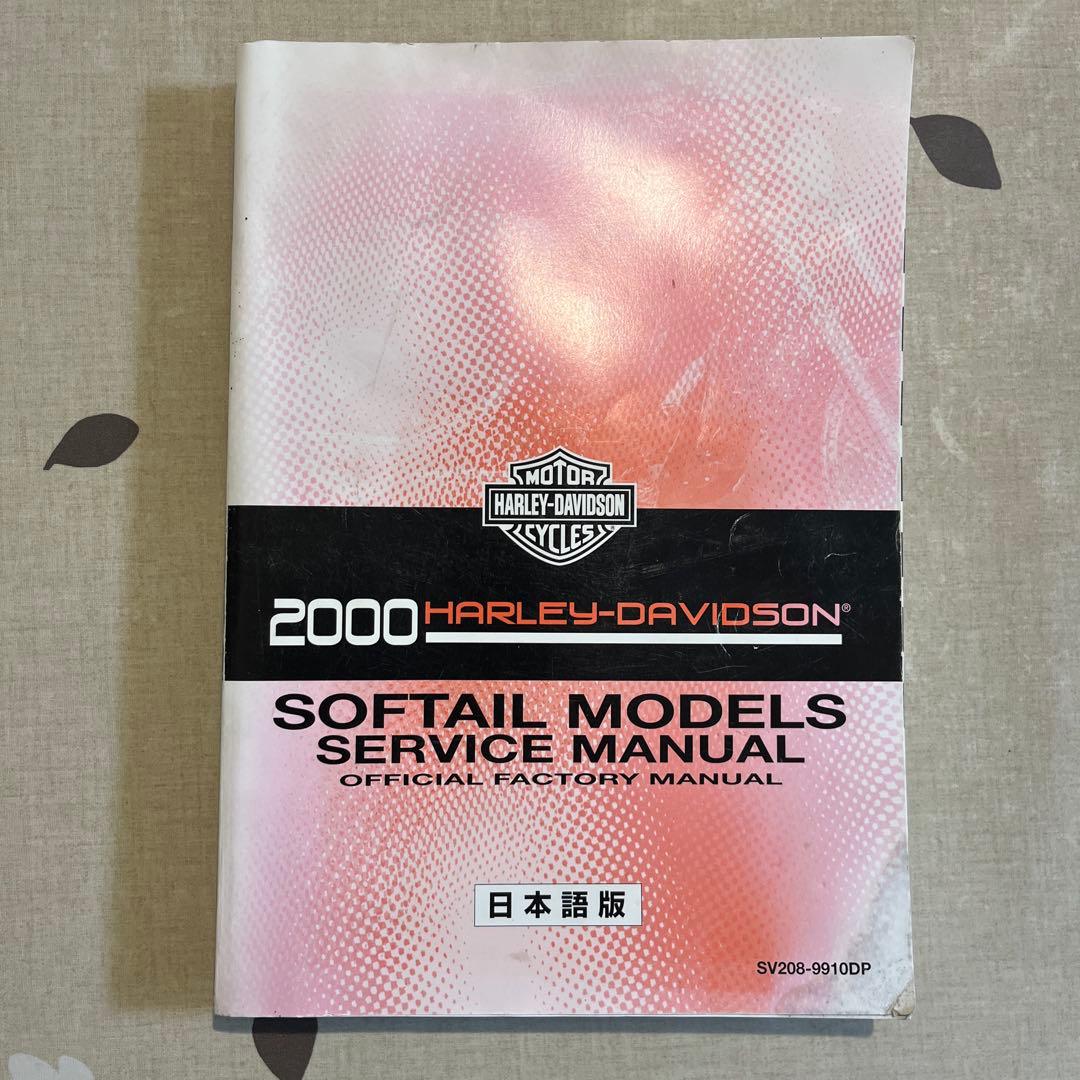 MOTOR
HARLEY-DAVIDSON
CYCLES
2000 HARLEY-DAVIDSON®
SOFTAIL MODELS
SERVICE MANUAL
OFFICIAL FACTORY MANUAL
日本語版
SV208-9910DP